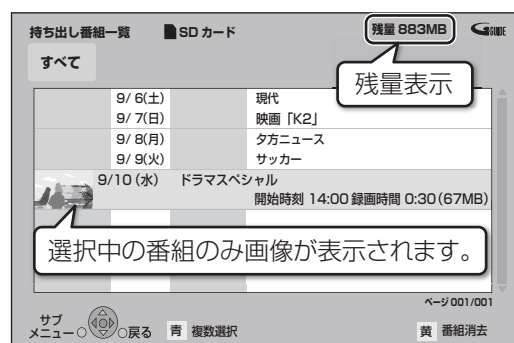 持ち出し番組一覧 SDカード 残量 883MB GGUIDE
すべて
残量表示
9/ 6(土) 現代
9/ 7(日) 映画「K2」
9/ 8(月) 夕方ニュース
9/ 9(火) サッカー
9/10(水) ドラマスペシャル
開始時刻 14:00 録画時間 0:30(67MB)
選択中の番組のみ画像が表示されます。
ページ 001/001
サブ
メニュー 戻る 青 複数選択 黄 番組消去